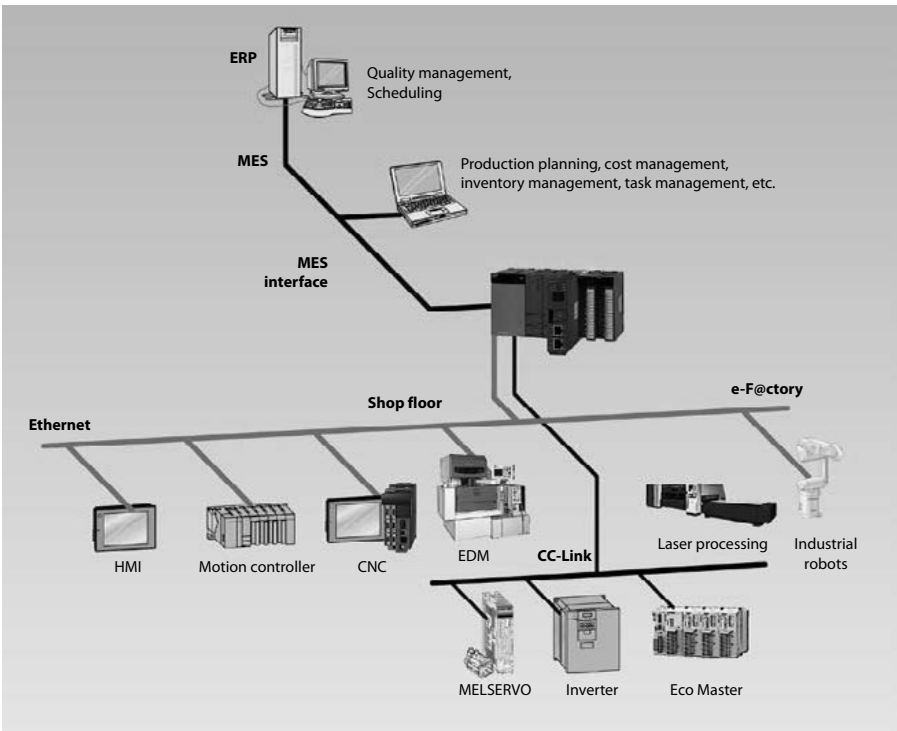 ERP
Quality management,
Scheduling
MES
Production planning, cost management,
inventory management, task management, etc.
MES
interface
e-F@ctory
Shop floor
Ethernet
HMI
Motion controller
CNC
EDM
CC-Link
Laser processing
Industrial
robots
MELSERVO
Inverter
Eco Master